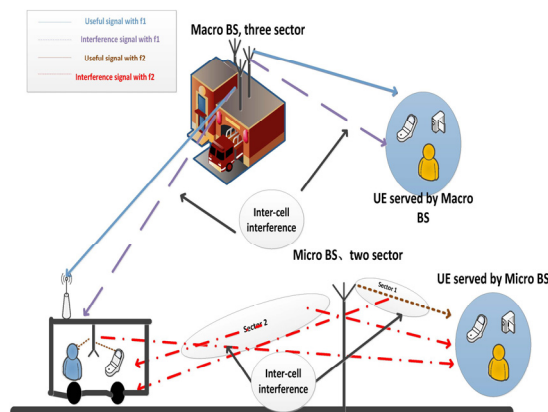 Useful signal with f1
Interference signal with f1
Useful signal with f2
Interference signal with f2
Macro BS, three sector
UE served by Macro
BS
Inter-cell
interference
Micro BS、two sector
UE served by Micro BS
Sector 1
Sector 2
Inter-cell
interference